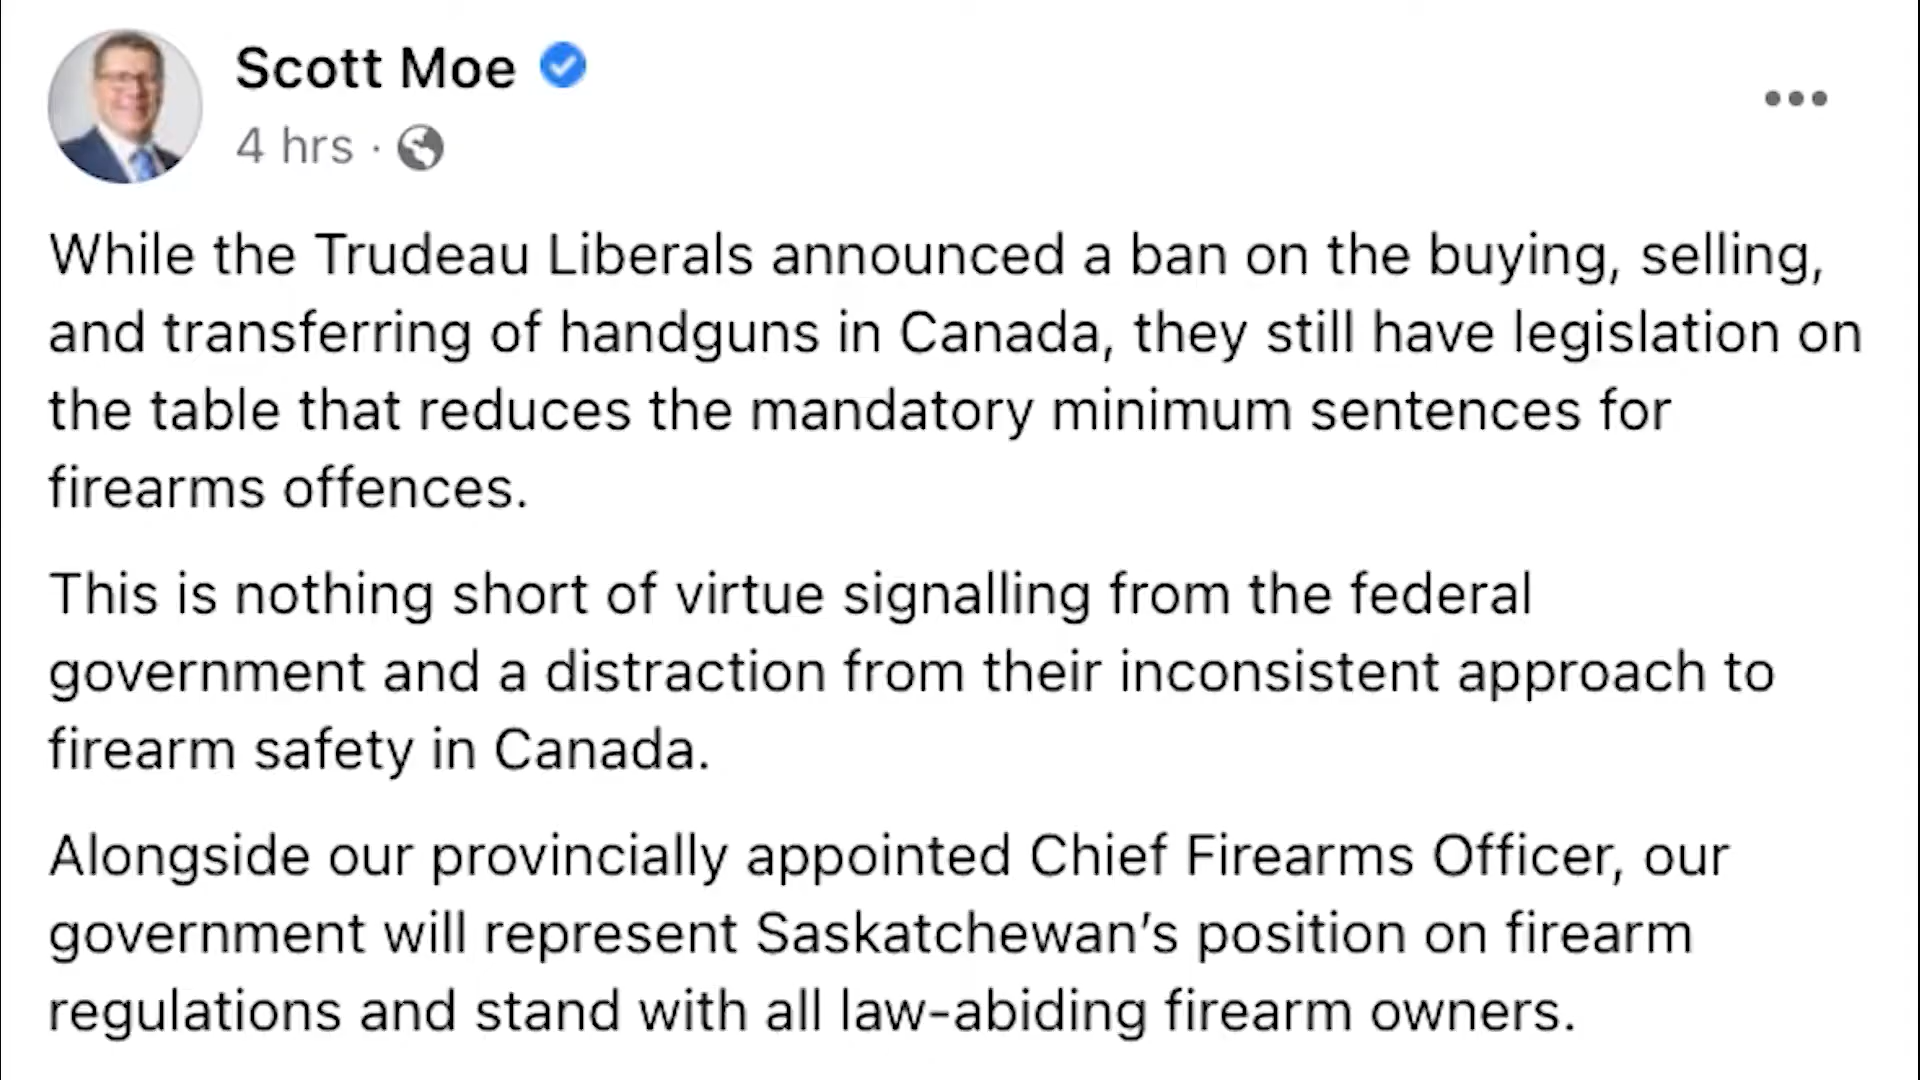 Scott Moe
4 hrs ·
While the Trudeau Liberals announced a ban on the buying, selling,
and transferring of handguns in Canada, they still have legislation on
the table that reduces the mandatory minimum sentences for
firearms offences.
This is nothing short of virtue signalling from the federal
government and a distraction from their inconsistent approach to
firearm safety in Canada.
Alongside our provincially appointed Chief Firearms Officer, our
government will represent Saskatchewan’s position on firearm
regulations and stand with all law-abiding firearm owners.